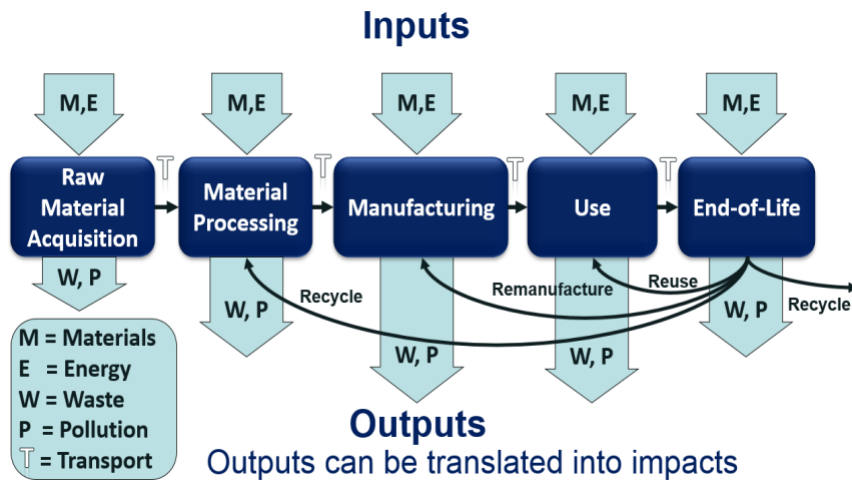 Inputs
M,E
M,E
M,E
M,E
M,E
T
T
T
T
Raw
Material
Acquisition
Material
Processing
Manufacturing
Use
End-of-Life
W, P
W, P
W, P
W, P
W, P
Recycle
Remanufacture
Reuse
Recycle
M = Materials
E = Energy
W = Waste
P = Pollution
T = Transport
Outputs
Outputs can be translated into impacts